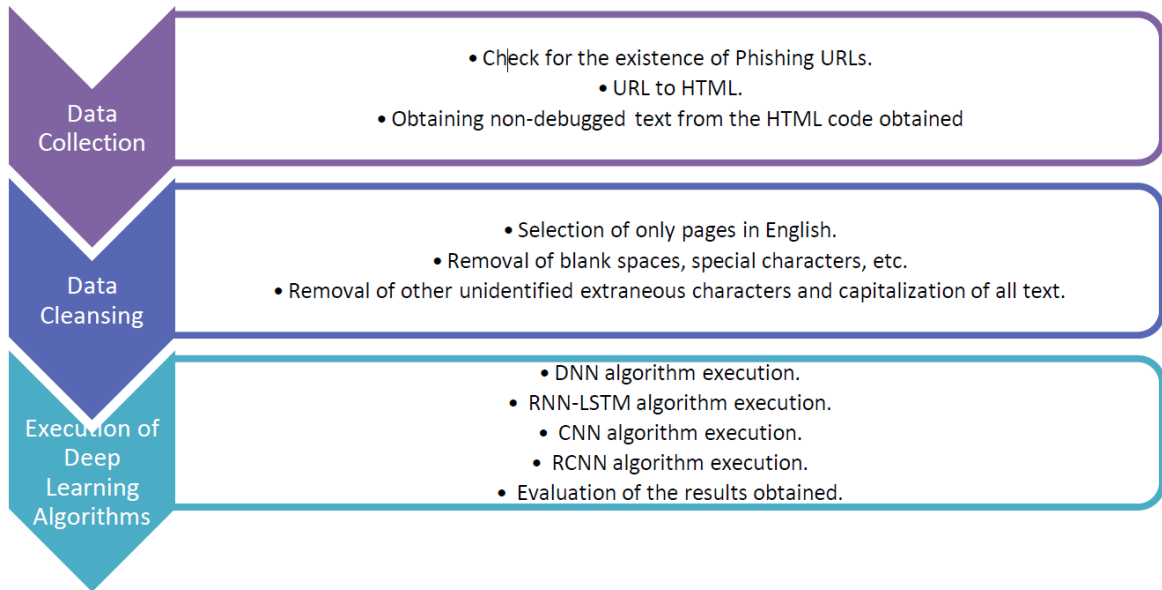 Data
Collection
• Check for the existence of Phishing URLs.
• URL to HTML.
• Obtaining non-debugged text from the HTML code obtained
Data
Cleansing
• Selection of only pages in English.
• Removal of blank spaces, special characters, etc.
• Removal of other unidentified extraneous characters and capitalization of all text.
Execution of
Deep
Learning
Algorithms
• DNN algorithm execution.
• RNN-LSTM algorithm execution.
• CNN algorithm execution.
• RCNN algorithm execution.
• Evaluation of the results obtained.